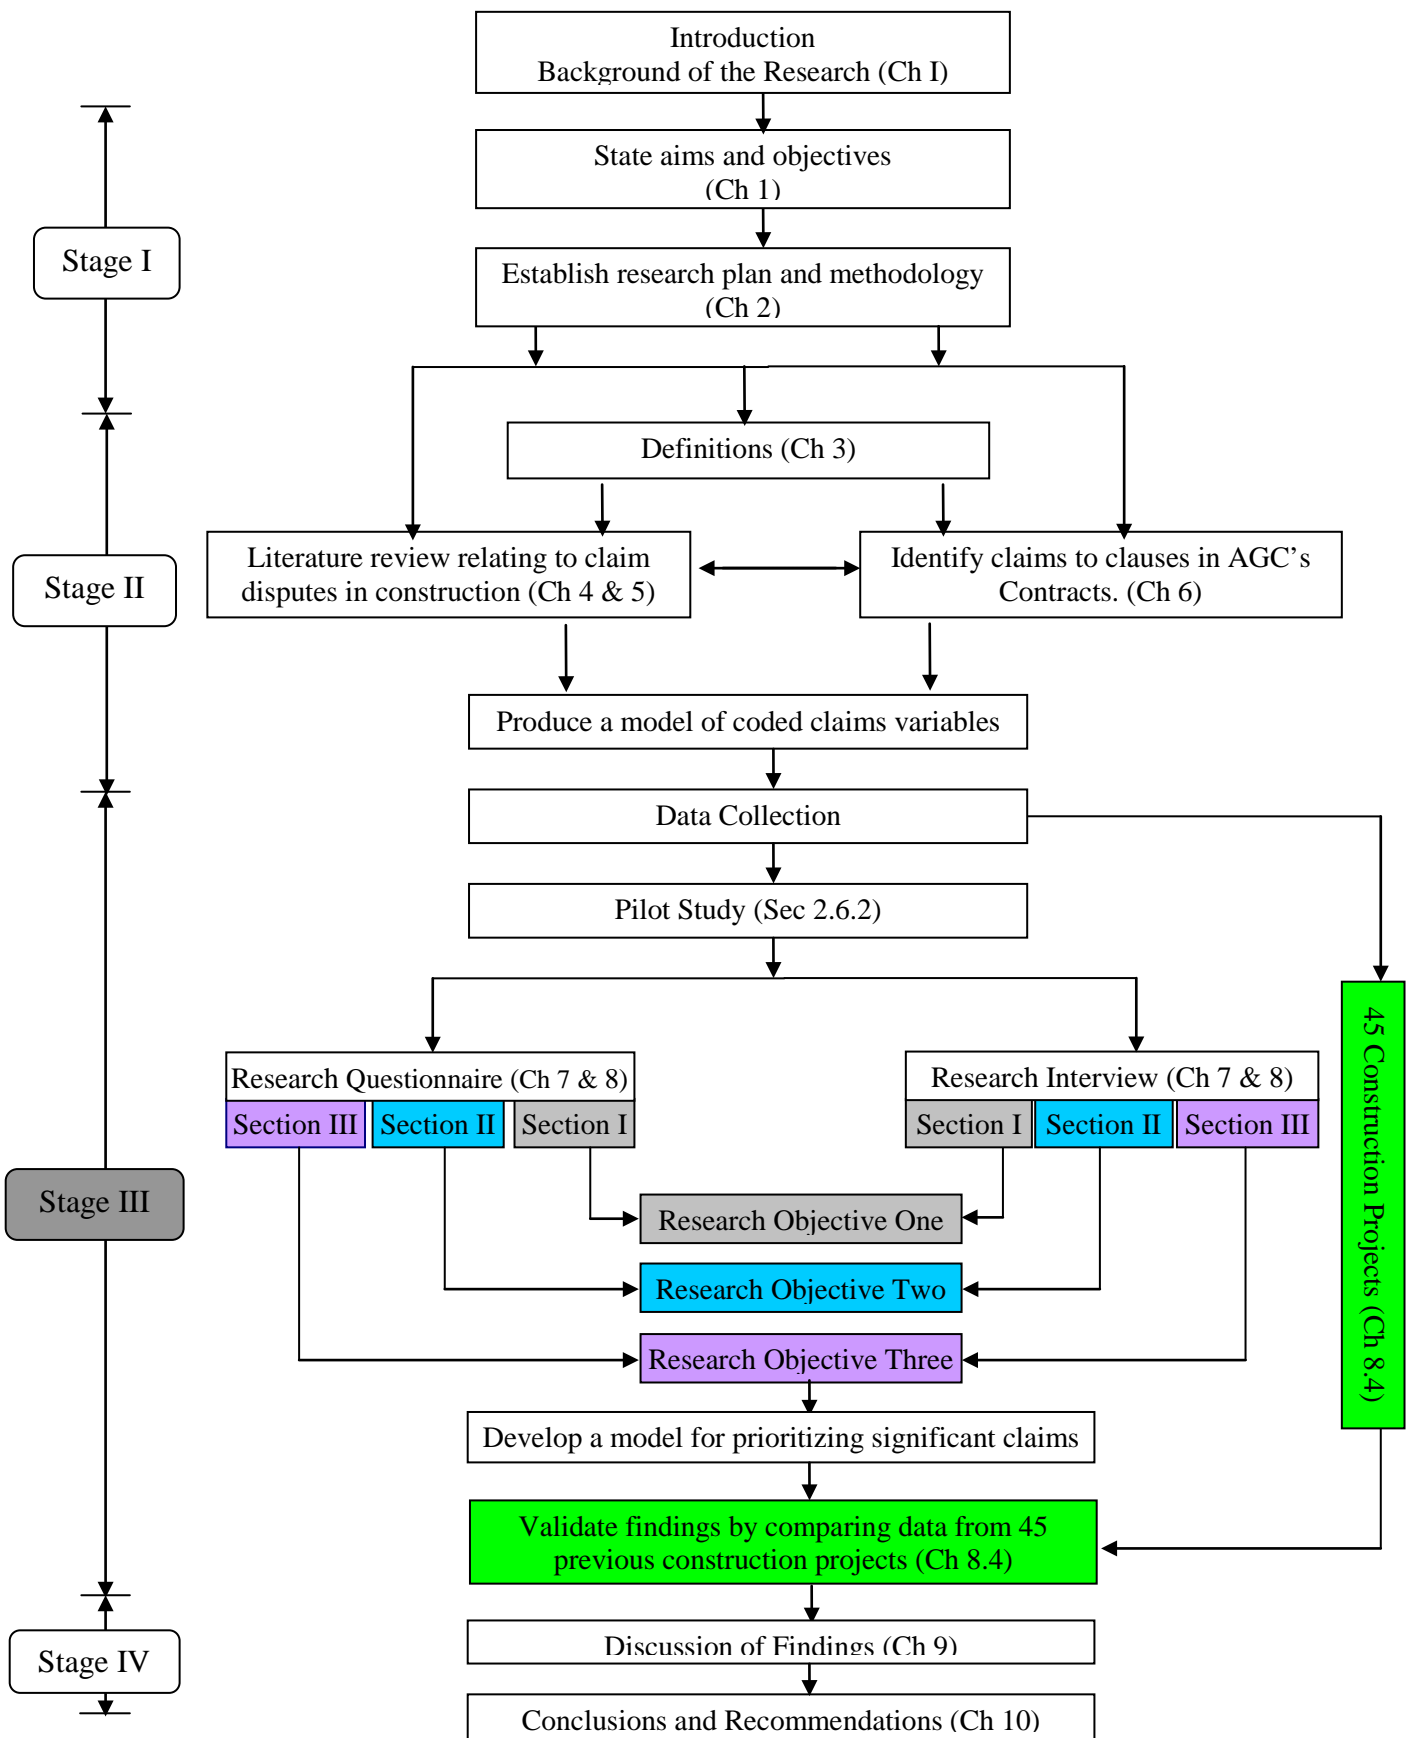 Introduction
Background of the Research (Ch I)
State aims and objectives
(Ch 1)
Stage I
Establish research plan and methodology
(Ch 2)
Definitions (Ch 3)
Stage II
Literature review relating to claim
disputes in construction (Ch 4 & 5)
Identify claims to clauses in AGC’s
Contracts. (Ch 6)
Produce a model of coded claims variables
Data Collection
Pilot Study (Sec 2.6.2)
45 Construction Projects (Ch 8.4)
Research Questionnaire (Ch 7 & 8)
Section III
Section II
Section I
Research Interview (Ch 7 & 8)
Section I
Section II
Section III
Stage III
Research Objective One
Research Objective Two
Research Objective Three
Develop a model for prioritizing significant claims
Validate findings by comparing data from 45
previous construction projects (Ch 8.4)
Stage IV
Discussion of Findings (Ch 9)
Conclusions and Recommendations (Ch 10)